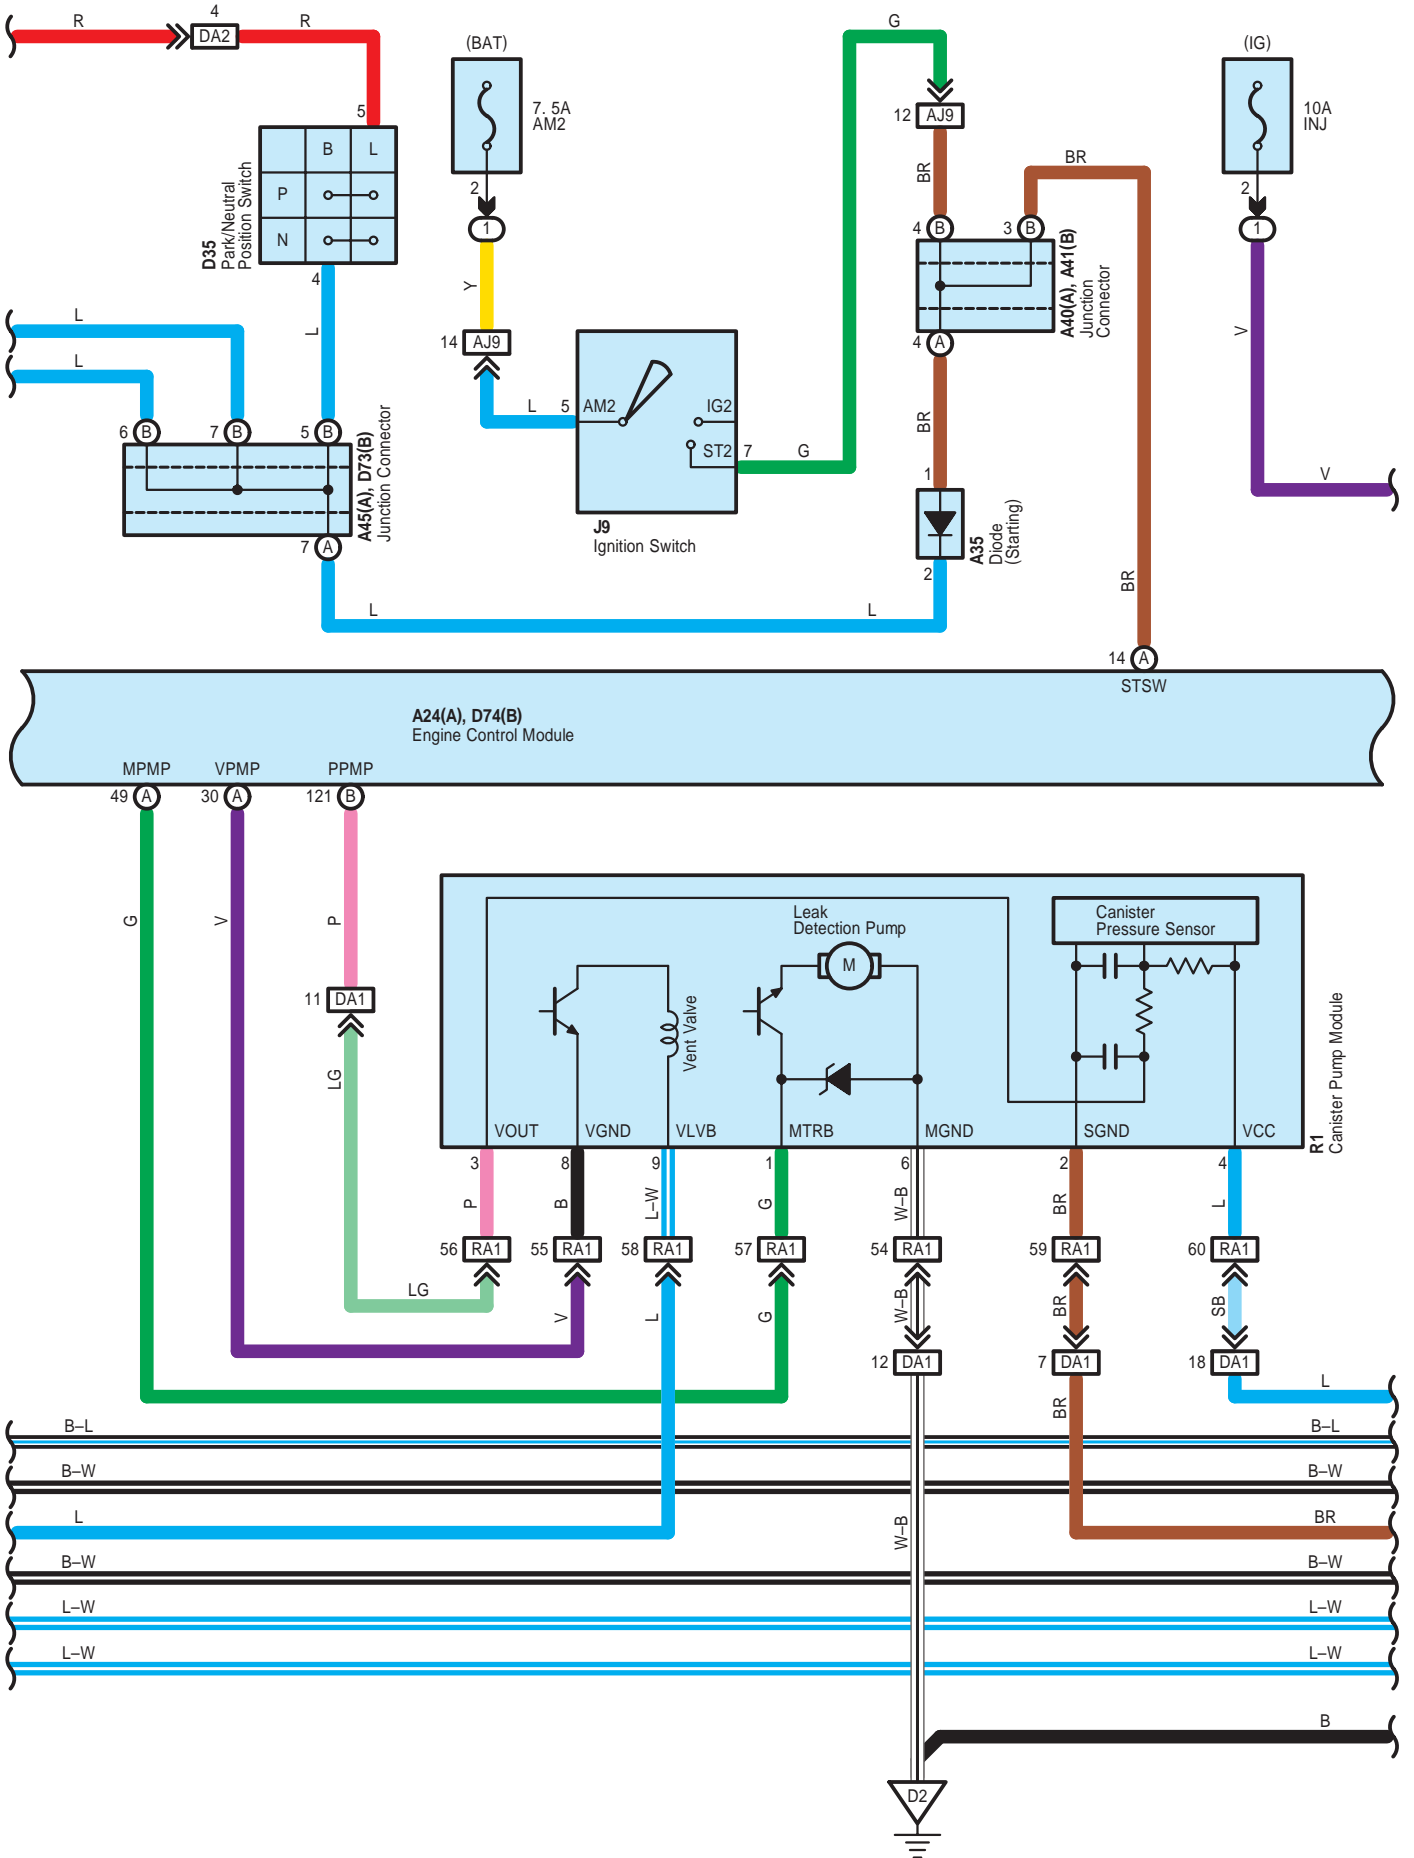 R
4
DA2
R
(BAT)
G
(IG)
5
7. 5A
AM2
12
AJ9
10A
INJ
B
L
P
N
D35
Park/Neutral
Position Switch
2
1
BR
BR
2
1
4
B
3
B
A40(A), A41(B)
Junction
Connector
4
L
L
L
Y
14
AJ9
4
A
V
6
B
7
B
5
B
A45(A), D73(B)
Junction Connector
7
A
L
5
AM2
IG2
ST2
7
G
J9
Ignition Switch
BR
1
A35
Diode
(Starting)
2
V
BR
L
L
14
A
STSW
A24(A), D74(B)
Engine Control Module
MPMP
VPMP
PPMP
49
A
30
A
121
B
G
V
P
Leak
Detection Pump
M
Canister
Pressure Sensor
11
DA1
Vent Valve
LG
VOUT
VGND
VLVB
MTRB
MGND
SGND
VCC
R1
Canister Pump Module
3
8
9
1
6
2
4
P
B
L–W
G
W–B
BR
L
56
RA1
55
RA1
58
RA1
57
RA1
54
RA1
59
RA1
60
RA1
LG
V
L
G
W–B
BR
SB
12
DA1
7
DA1
18
DA1
L
BR
B–L
B–L
B–W
B–W
L
BR
W–B
B–W
B–W
L–W
L–W
L–W
L–W
B
D2